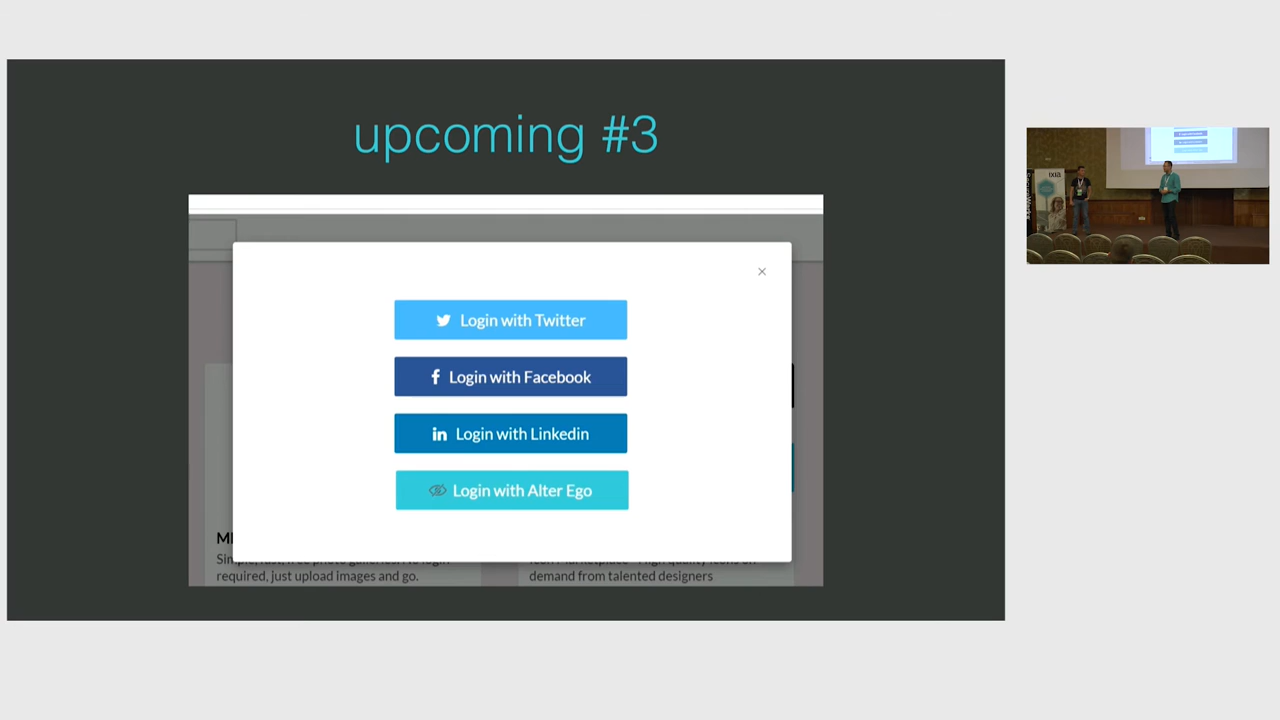 upcoming #3
Login with Twitter
Login with Facebook
Login with Linkedin
Login with Alter Ego
required, just upload images and go.
demand from talented designers
ixia